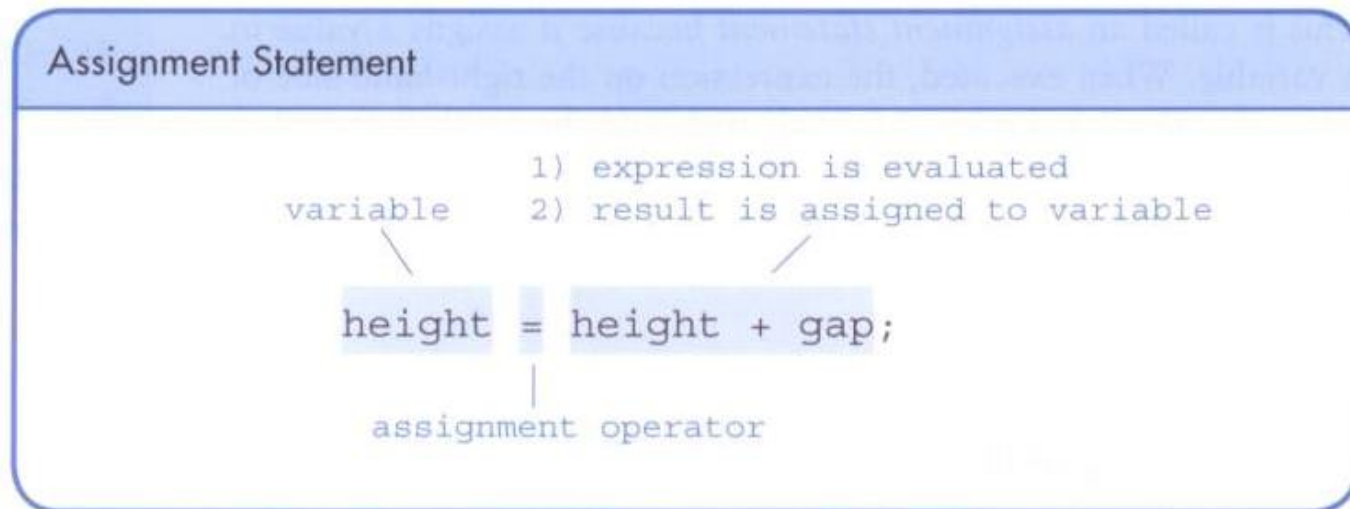 Assignment Statement
1) expression is evaluated
variable 2) result is assigned to variable
height = height + gap;
assignment operator